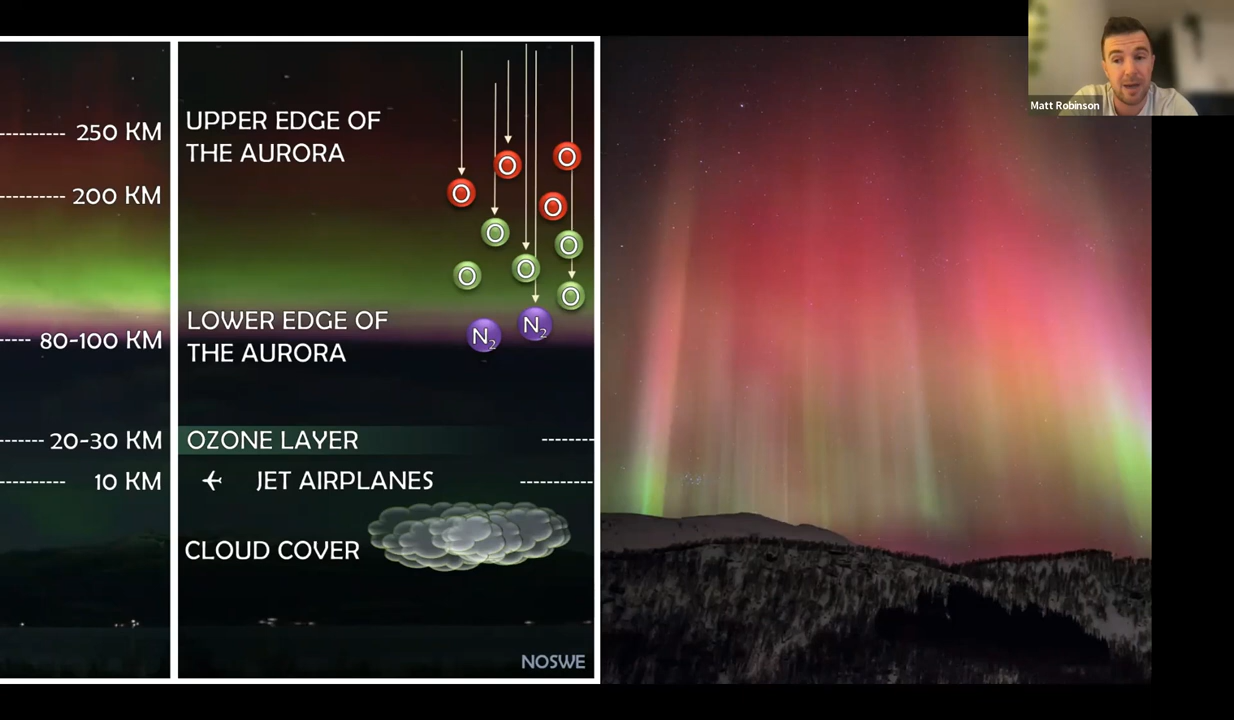 Matt Robinson
250 KM
200 KM
80-100 KM
20-30 KM
10 KM
UPPER EDGE OF
THE AURORA
O
O
O
O
O
O
O
O
O
N2
N2
LOWER EDGE OF
THE AURORA
OZONE LAYER
JET AIRPLANES
CLOUD COVER
NOSWE